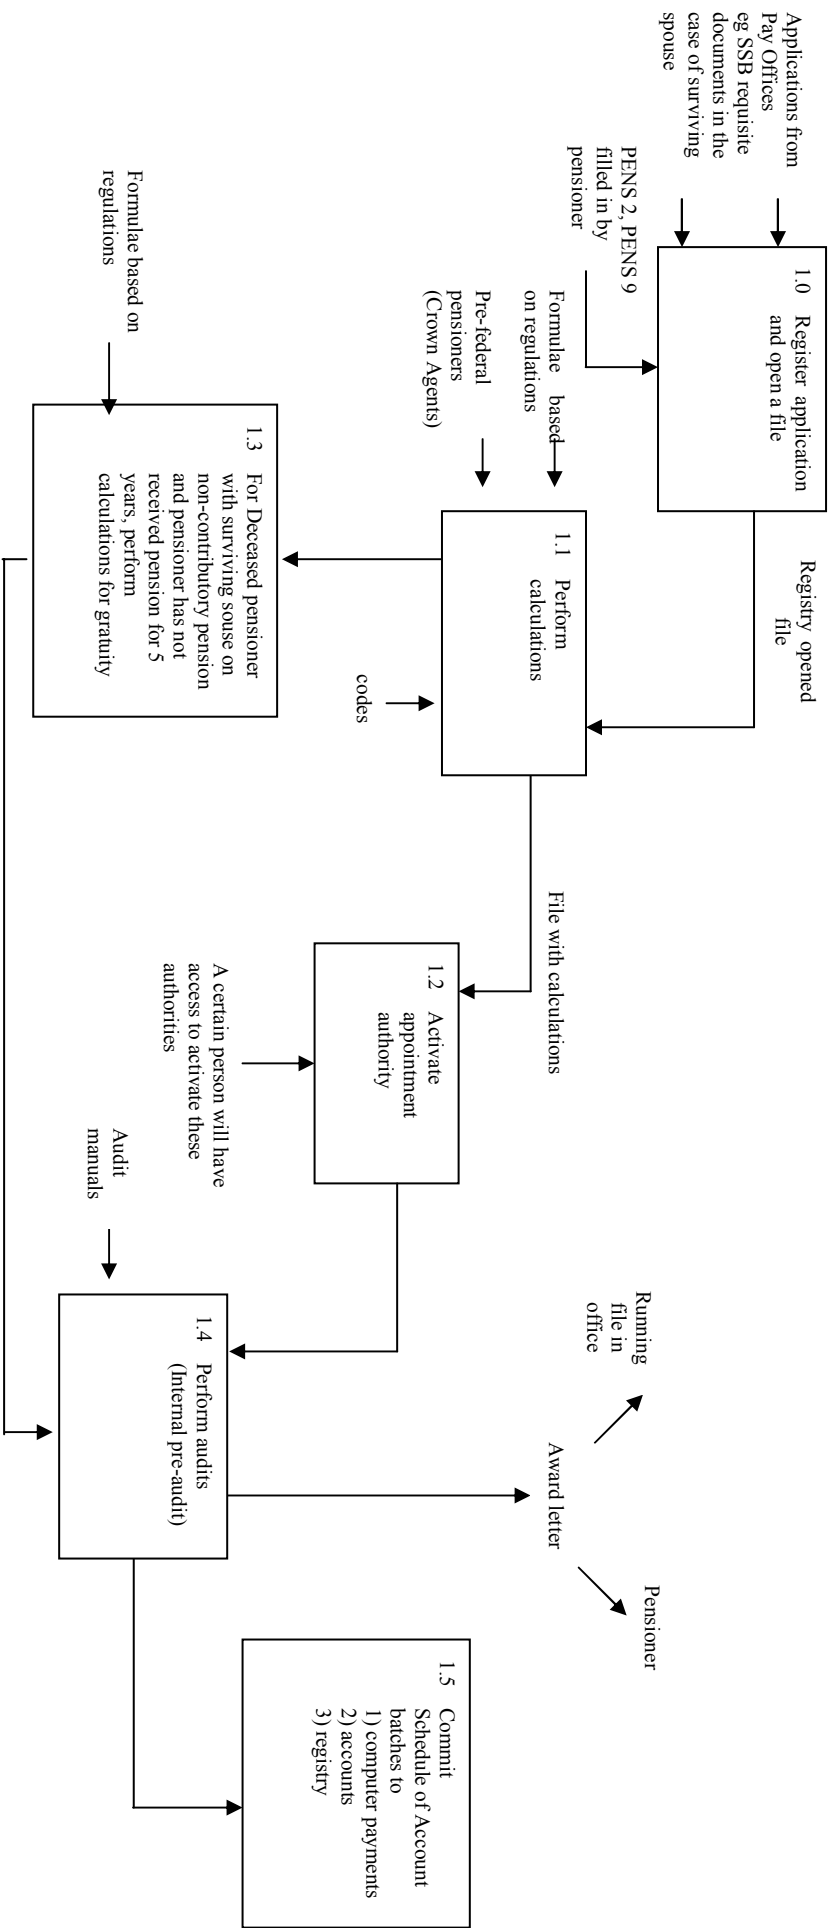 Applications from
Pay Offices
eg SSB requisite
documents in the
case of surviving
spouse
PENS 2, PENS 9
filled in by
pensioner
1.0 Register application
and open a file
Registry opened
file
Formulae based
on regulations
Pre-federal
pensioners
(Crown Agents)
1.1 Perform
calculations
codes
Formulae based on
regulations
1.3 For Deceased pensioner
with surviving souse on
non-contributory pension
and pensioner has not
received pension for 5
years, perform
calculations for gratuity
File with calculations
1.2 Activate
appointment
authority
A certain person will have
access to activate these
authorities
Audit
manuals
1.4 Perform audits
(Internal pre-audit)
Award letter
Running
file in
office
Pensioner
1.5 Commit
Schedule of Account
batches to
1) computer payments
2) accounts
3) registry